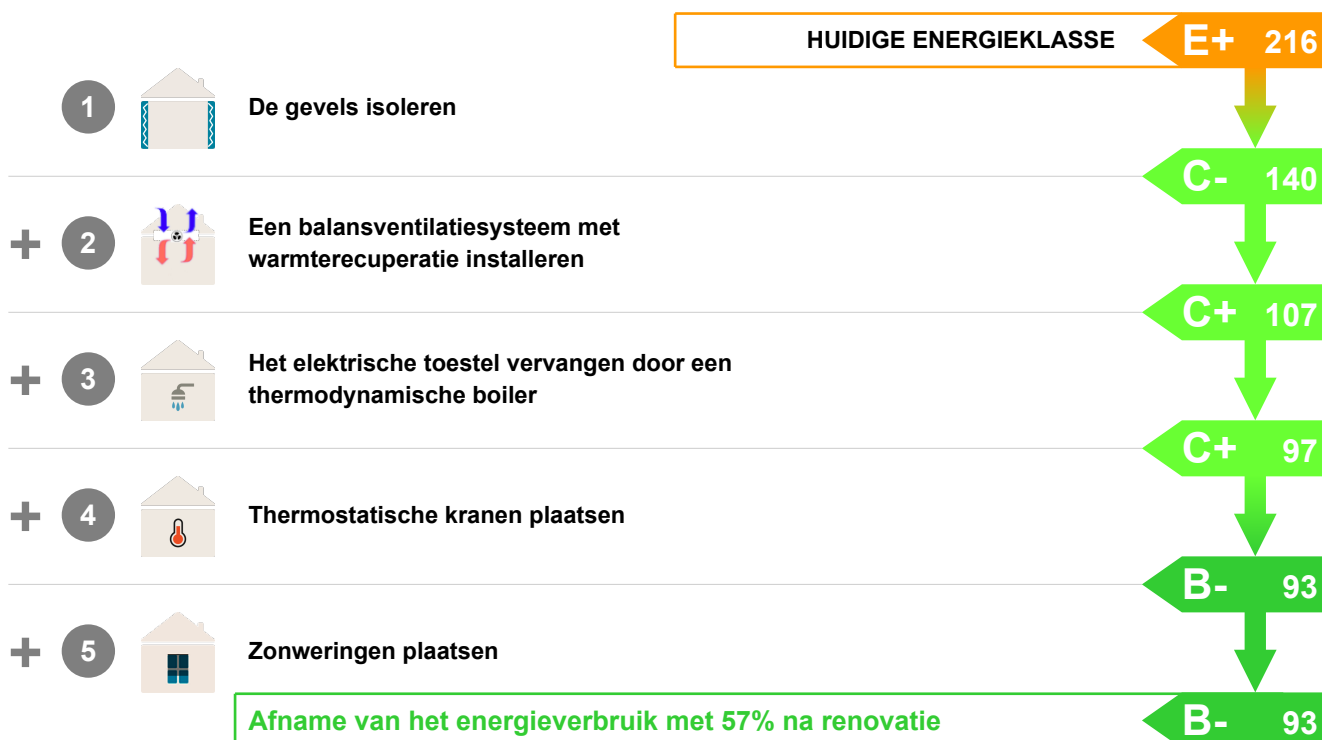 HUIDIGE ENERGIEKLASSE E+ 216
1 De gevels isoleren
C- 140
+ 2 Een balansventilatiesysteem met
warmterecuperatie installeren
C+ 107
+ 3 Het elektrische toestel vervangen door een
thermodynamische boiler
C+ 97
+ 4 Thermostatische kranen plaatsen
B- 93
+ 5 Zonweringen plaatsen
Afname van het energieverbruik met 57% na renovatie B- 93